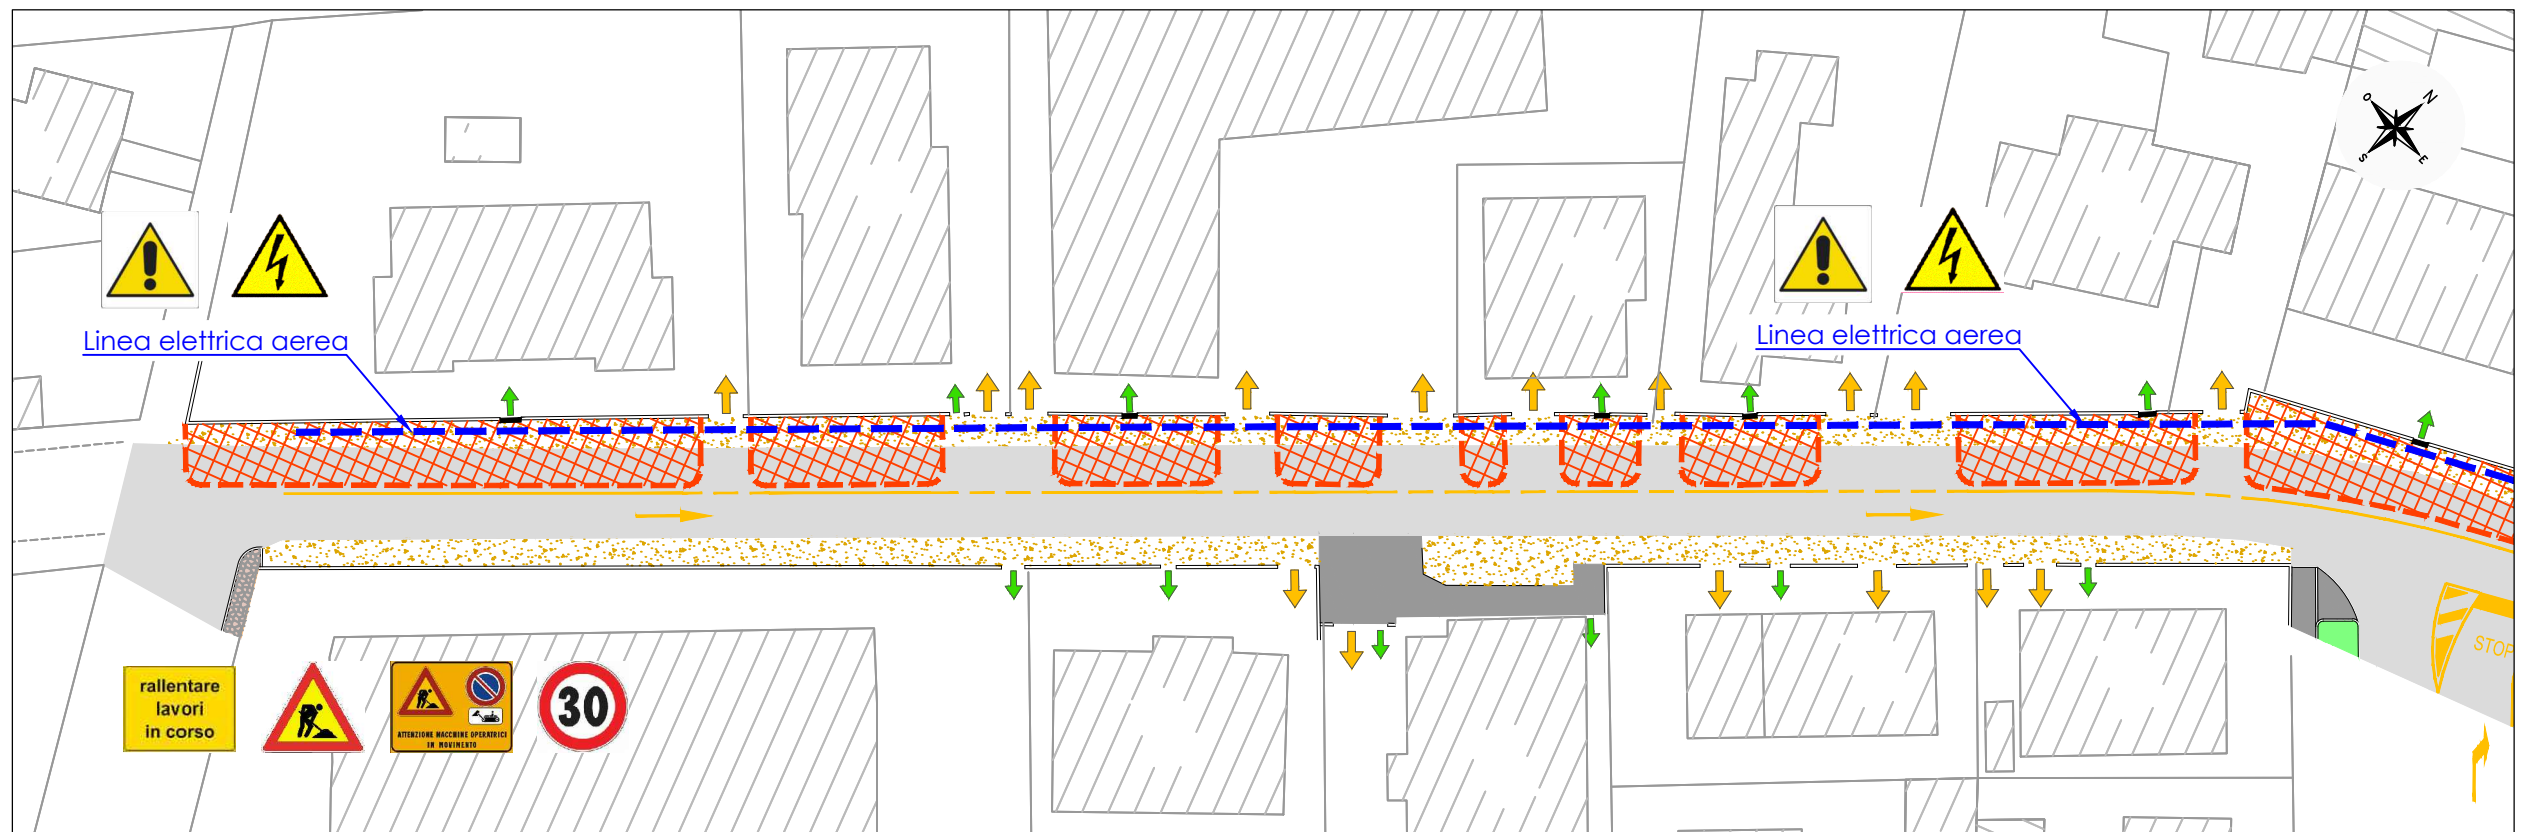 O
N
S
E
Linea elettrica aerea
Linea elettrica aerea
STOP
rallentare
lavori
in corso
ATTENZIONE MACCHINE OPERATRICI
IN MOVIMENTO
30